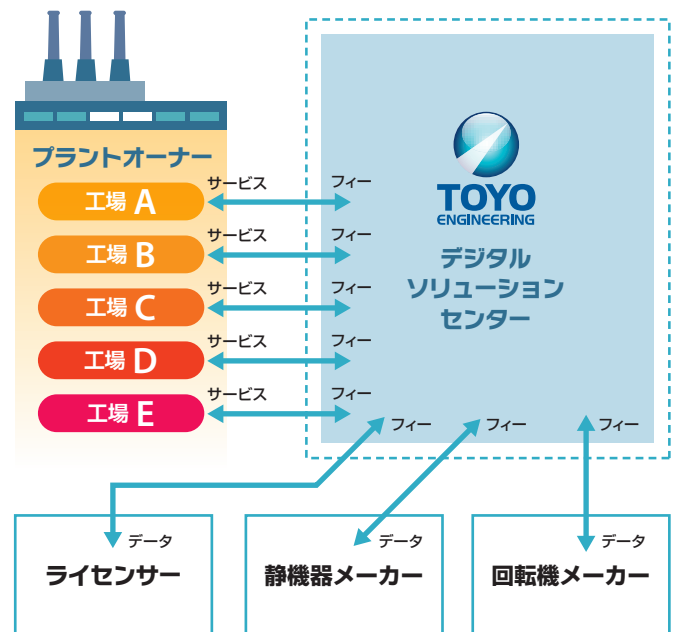 プラントオーナー
工場 A
サービス
フィー
工場 B
サービス
フィー
工場 C
サービス
フィー
工場 D
サービス
フィー
工場 E
サービス
フィー
TOYO
ENGINEERING
デジタル
ソリューション
センター
フィー
フィー
フィー
データ
ライセンサー
データ
静機器メーカー
データ
回転機メーカー